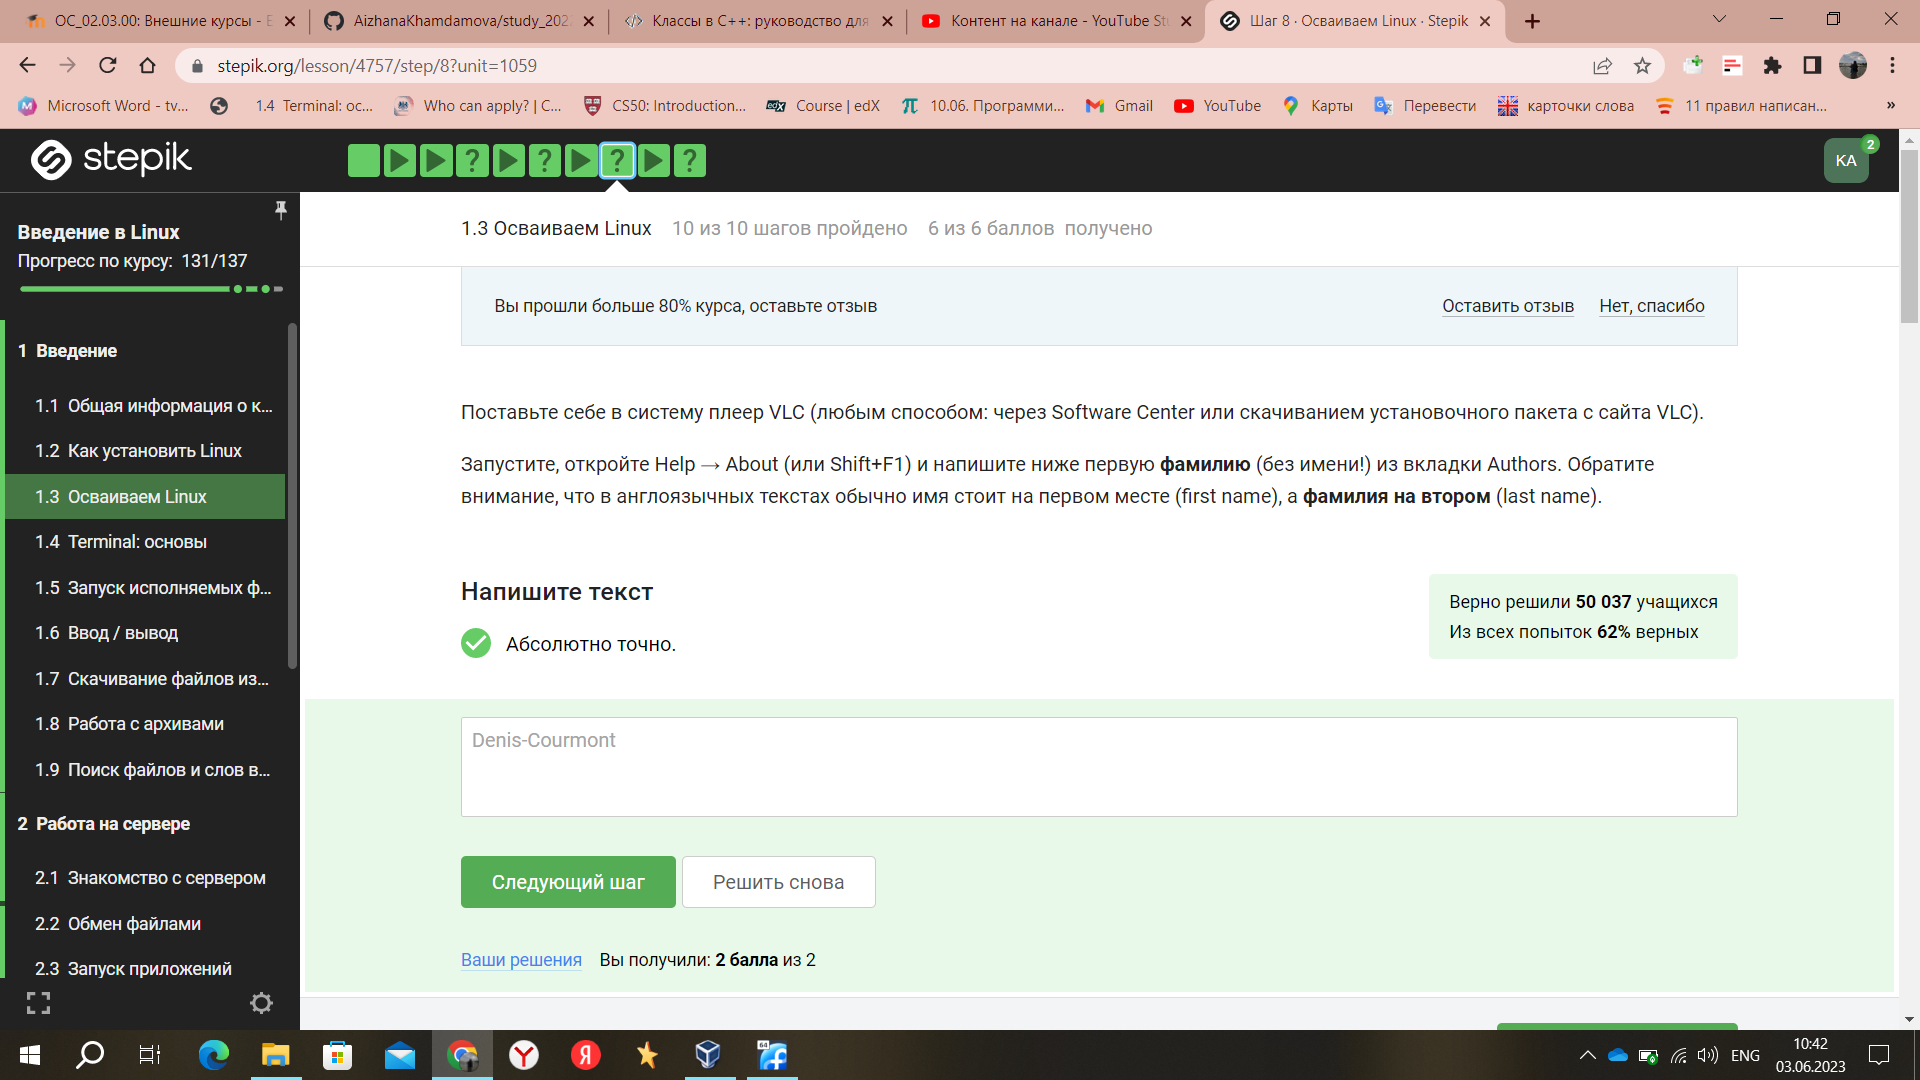 ОС_02.03.00: Внешние курсы - Е
AizhanaKhamdamova/study_202
Классы в C++: руководство для
Контент на канале - YouTube St
Шаг 8 · Осваиваем Linux · Stepik
stepik.org/lesson/4757/step/8?unit=1059
Microsoft Word - tv...
1.4 Terminal: ос...
Who can apply? | C...
CS50: Introduction...
edX
Course | edX
10.06. Программи...
Gmail
YouTube
Карты
Перевести
карточки слова
11 правил написан...
»
stepik
KA
2
Введение в Linux
Прогресс по курсу: 131/137
1 Введение
1.1 Общая информация о к...
1.2 Как установить Linux
1.3 Осваиваем Linux
1.4 Terminal: основы
1.5 Запуск исполняемых ф...
1.6 Ввод / вывод
1.7 Скачивание файлов из...
1.8 Работа с архивами
1.9 Поиск файлов и слов в...
2 Работа на сервере
2.1 Знакомство с сервером
2.2 Обмен файлами
2.3 Запуск приложений
1.3 Осваиваем Linux 10 из 10 шагов пройдено 6 из 6 баллов получено
Вы прошли больше 80% курса, оставьте отзыв
Оставить отзыв
Нет, спасибо
Поставьте себе в систему плеер VLC (любым способом: через Software Center или скачиванием установочного пакета с сайта VLC).
Запустите, откройте Help → About (или Shift+F1) и напишите ниже первую фамилию (без имени!) из вкладки Authors. Обратите
внимание, что в англоязычных текстах обычно имя стоит на первом месте (first name), а фамилия на втором (last name).
Напишите текст
Абсолютно точно.
Верно решили 50 037 учащихся
Из всех попыток 62% верных
Denis-Courmont
Следующий шаг
Решить снова
Ваши решения Вы получили: 2 балла из 2
64
ENG
10:42
03.06.2023